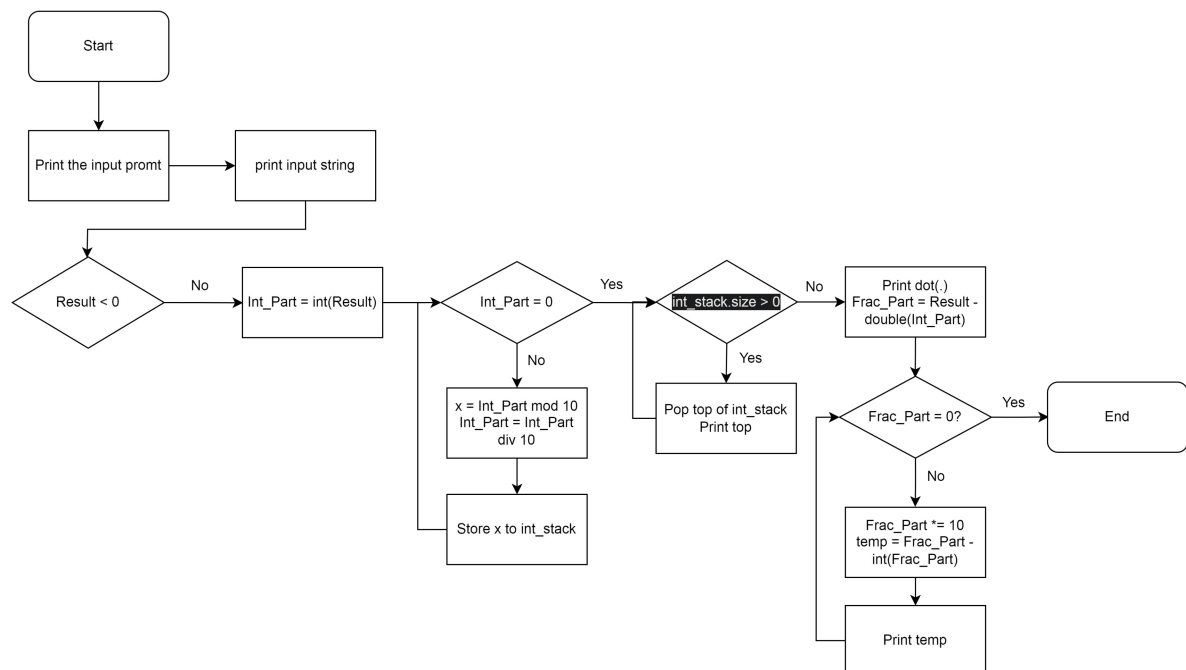 Start
Print the input promt
print input string
Result < 0
No
Int_Part = int(Result)
Int_Part = 0
Yes
int_stack.size > 0
No
Print dot(.)
Frac_Part = Result -
double(Int_Part)
No
x = Int_Part mod 10
Int_Part = Int_Part
div 10
Store x to int_stack
Yes
Pop top of int_stack
Print top
Frac_Part = 0?
Yes
End
No
Frac_Part *= 10
temp = Frac_Part -
int(Frac_Part)
Print temp